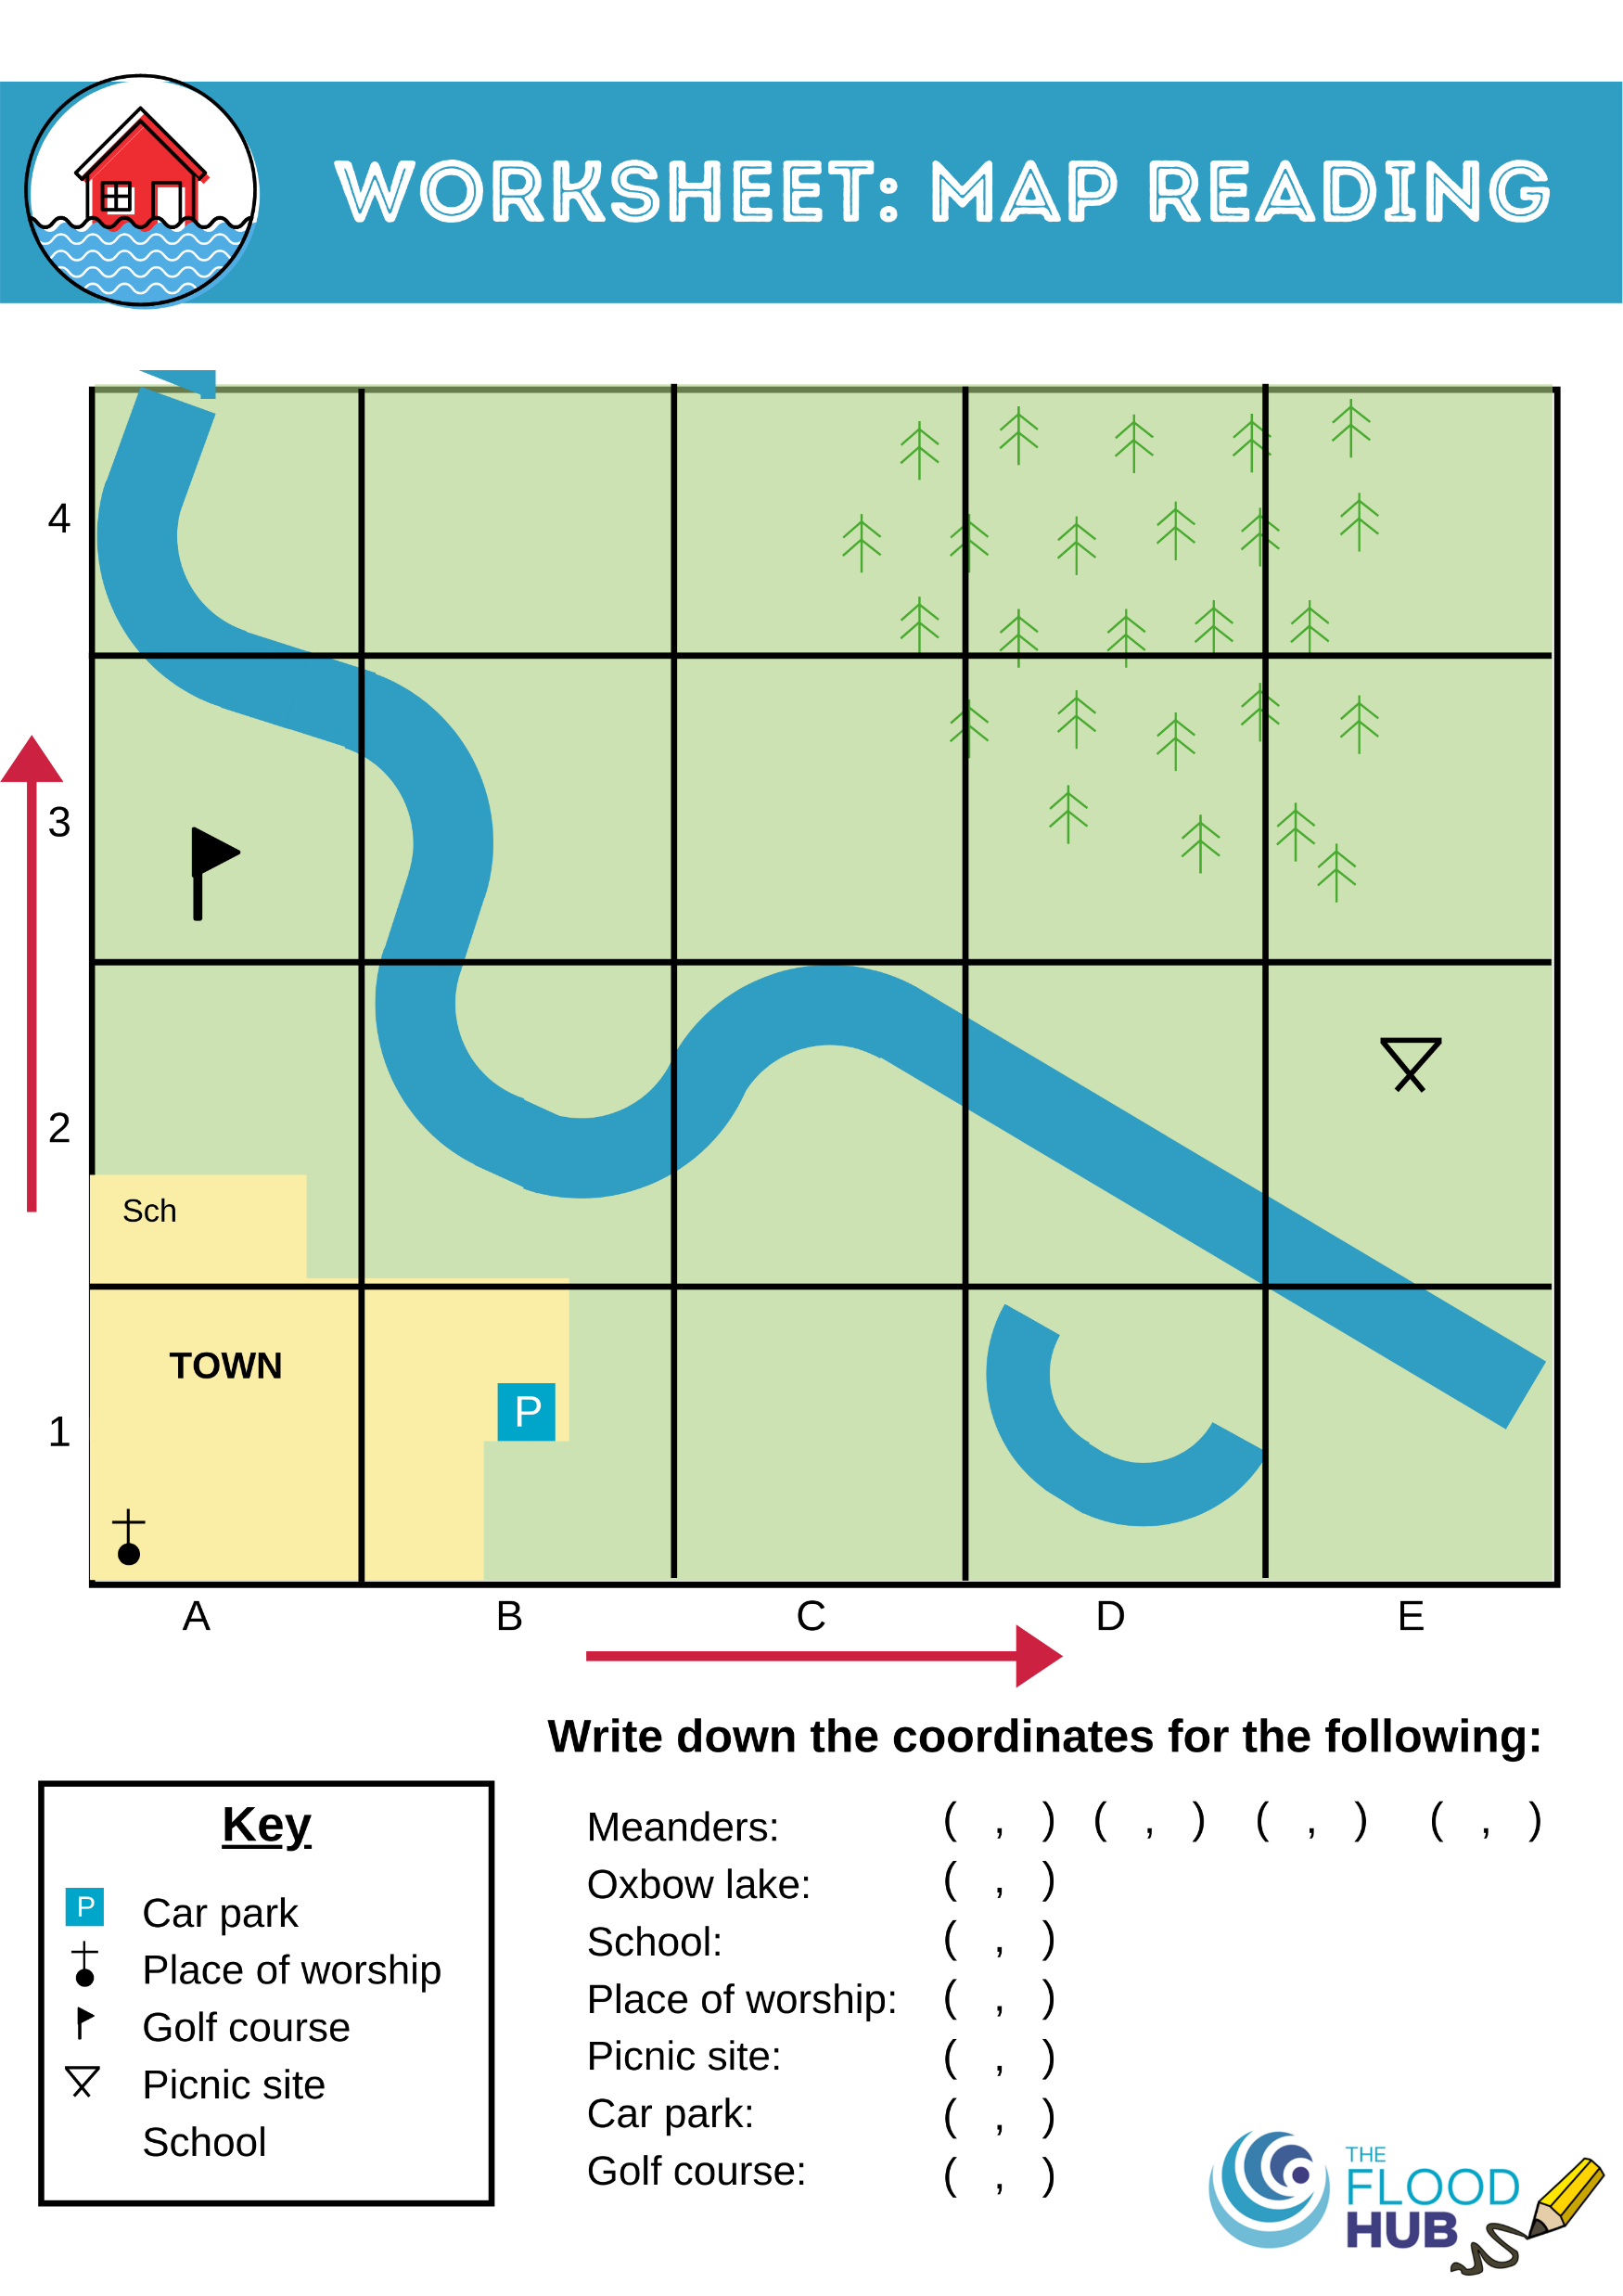 WORKSHEET: MAP READING
4
3
2
Sch
TOWN
P
1
A B C D E
Write down the coordinates for the following:
Key
P Car park
Place of worship
Golf course
Picnic site
School
Meanders: ( , ) ( , ) ( , ) ( , )
Oxbow lake: ( , )
School: ( , )
Place of worship: ( , )
Picnic site: ( , )
Car park: ( , )
Golf course: ( , )
THE
FLOOD
HUB